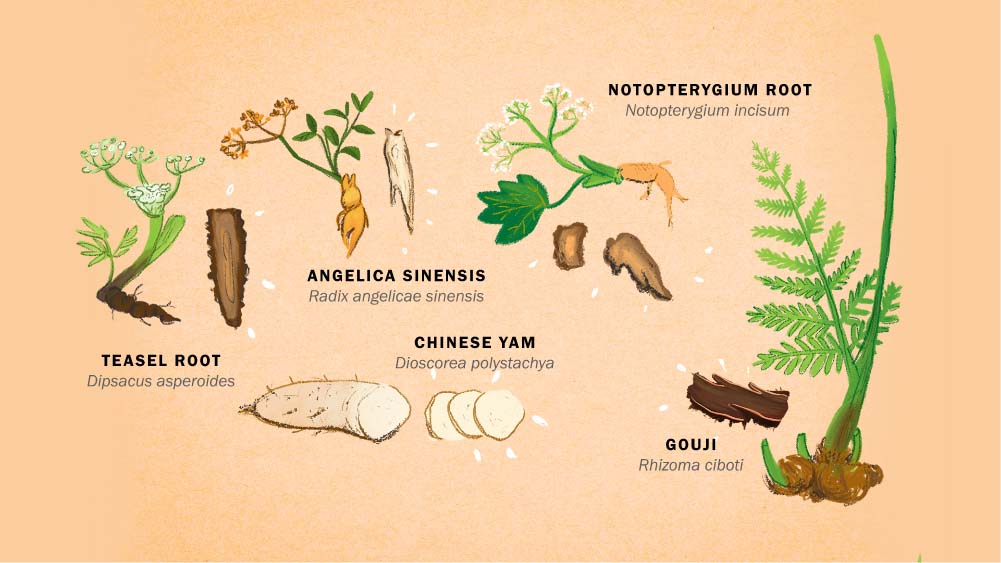 NOTOPTERYGIUM ROOT
Notopterygium incisum
ANGELICA SINENSIS
Radix angelicae sinensis
TEASEL ROOT
Dipsacus asperoides
CHINESE YAM
Dioscorea polystachya
GOUJI
Rhizoma ciboti